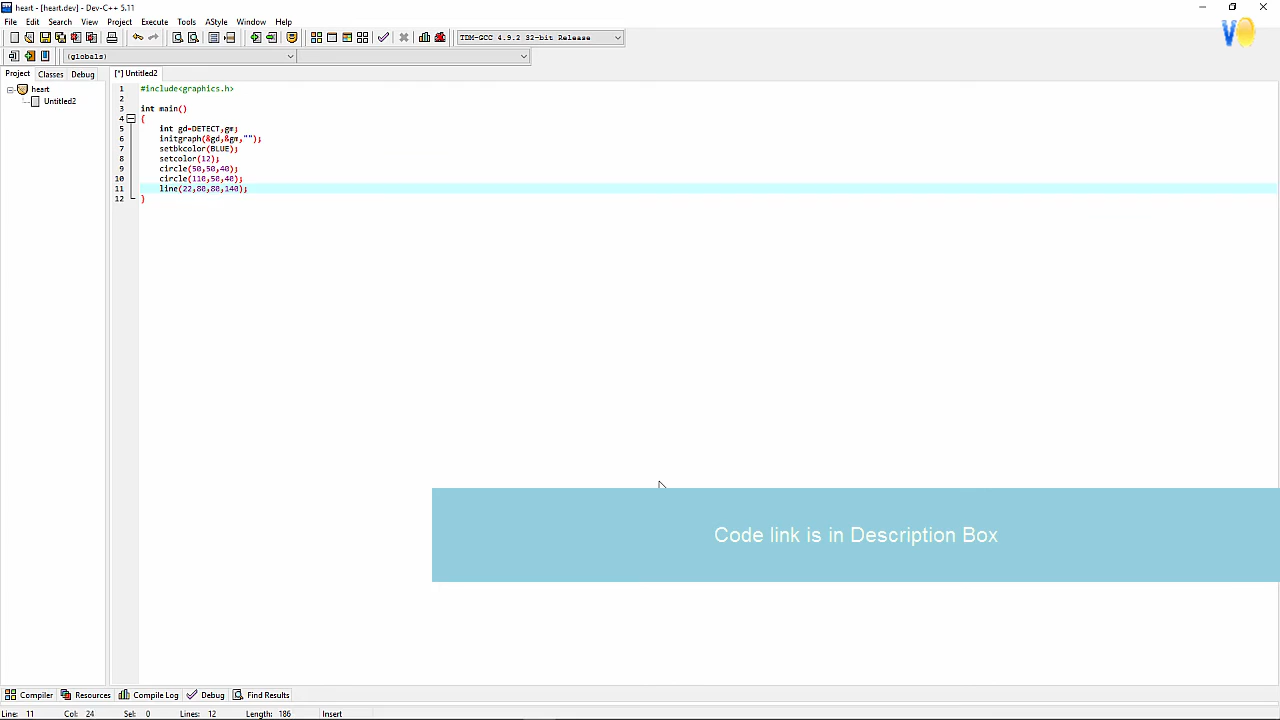 heart - [heart.dev] - Dev-C++ 5.11
File Edit Search View Project Execute Tools AStyle Window Help
TDM-GCC 4.9.2 32-bit Release
(globals)
Project Classes Debug
[*] Untitled2
heart
Untitled2
1 #include<graphics.h>
2
3 int main()
4 {
5 int gd=DETECT,gm;
6 initgraph(&gd,&gm,"");
7 setbkcolor(BLUE);
8 setcolor(12);
9 circle(50,50,40);
10 circle(110,50,40);
11 line(22,80,80,140);
12 }
VO
Code link is in Description Box
Compiler Resources Compile Log Debug Find Results
Line: 11 Col: 24 Sel: 0 Lines: 12 Length: 186 Insert